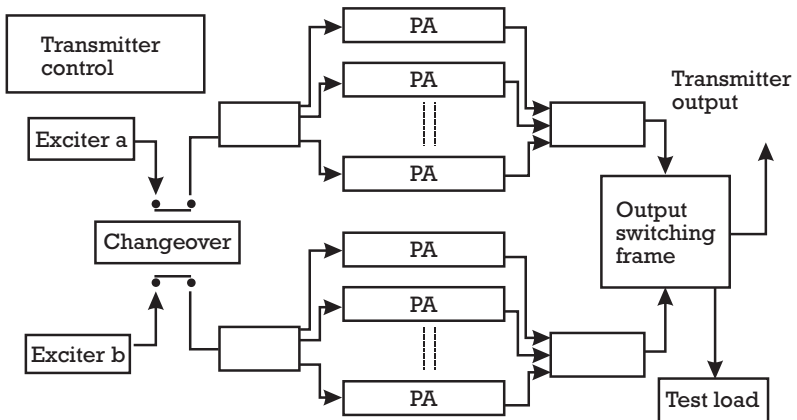 Transmitter
control
PA
PA
PA
Exciter a
Changeover
Exciter b
PA
PA
PA
Transmitter
output
Output
switching
frame
Test load